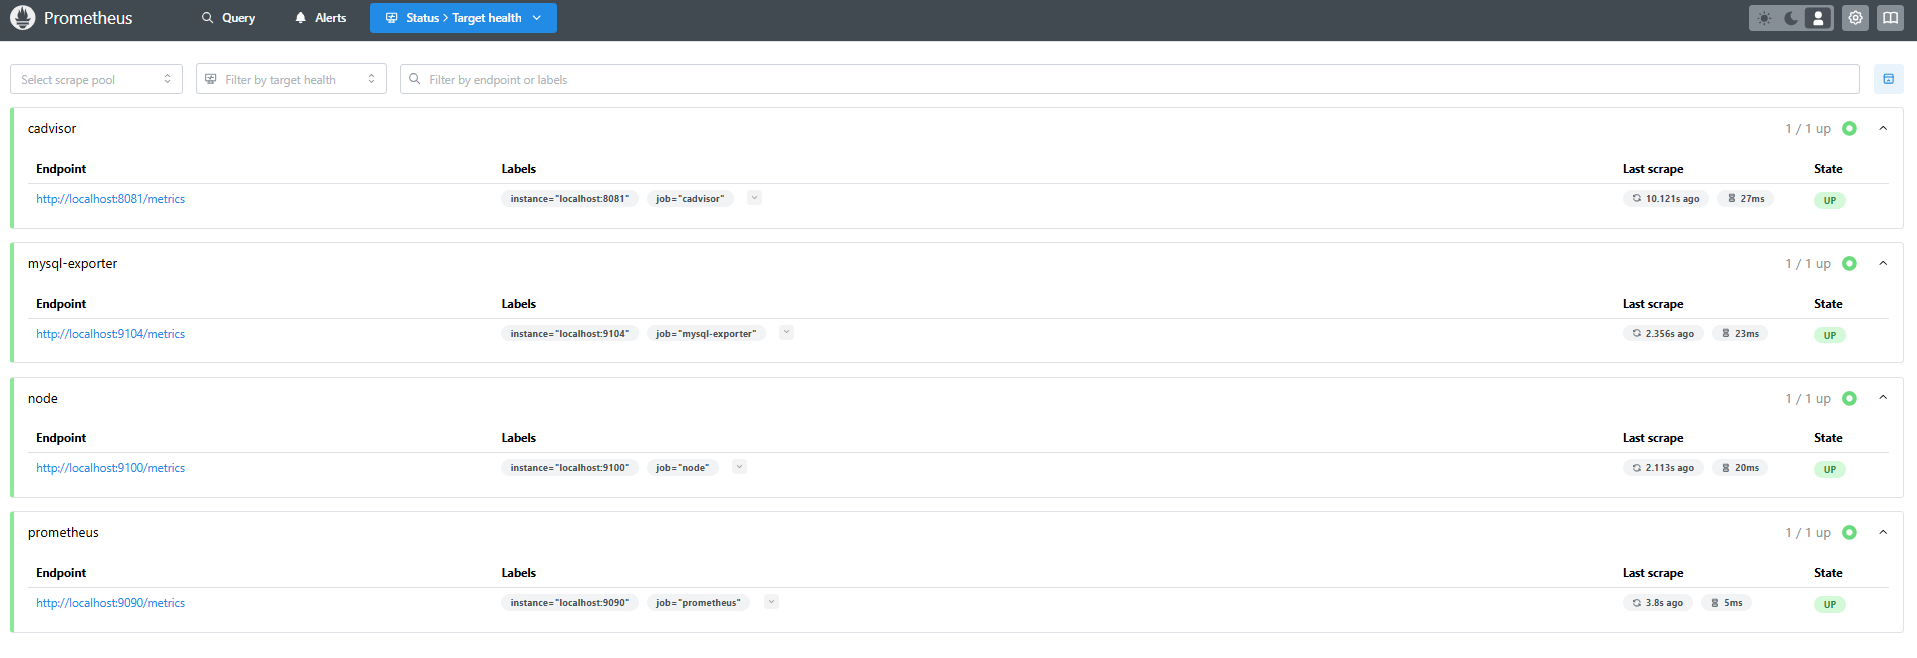 Prometheus Query Alerts Status > Target health
Select scrape pool Filter by target health Filter by endpoint or labels
cadvisor 1 / 1 up
Endpoint Labels Last scrape State
http://localhost:8081/metrics instance="localhost:8081" job="cadvisor" 10.121s ago 27ms UP
mysql-exporter 1 / 1 up
Endpoint Labels Last scrape State
http://localhost:9104/metrics instance="localhost:9104" job="mysql-exporter" 2.356s ago 23ms UP
node 1 / 1 up
Endpoint Labels Last scrape State
http://localhost:9100/metrics instance="localhost:9100" job="node" 2.113s ago 20ms UP
prometheus 1 / 1 up
Endpoint Labels Last scrape State
http://localhost:9090/metrics instance="localhost:9090" job="prometheus" 3.8s ago 5ms UP